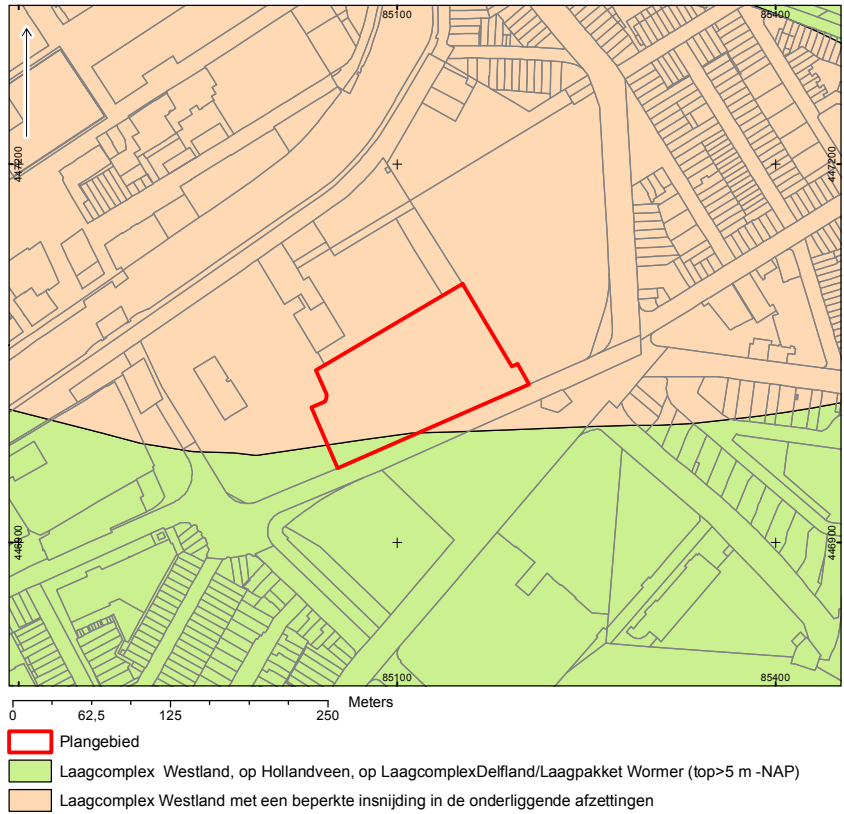 85100 85400
447200 447200
446900 446900
85100 85400
0 62,5 125 250 Meters
Plangebied
Laagcomplex Westland, op Hollandveen, op LaagcomplexDelfland/Laagpakket Wormer (top>5 m -NAP)
Laagcomplex Westland met een beperkte insnijding in de onderliggende afzettingen